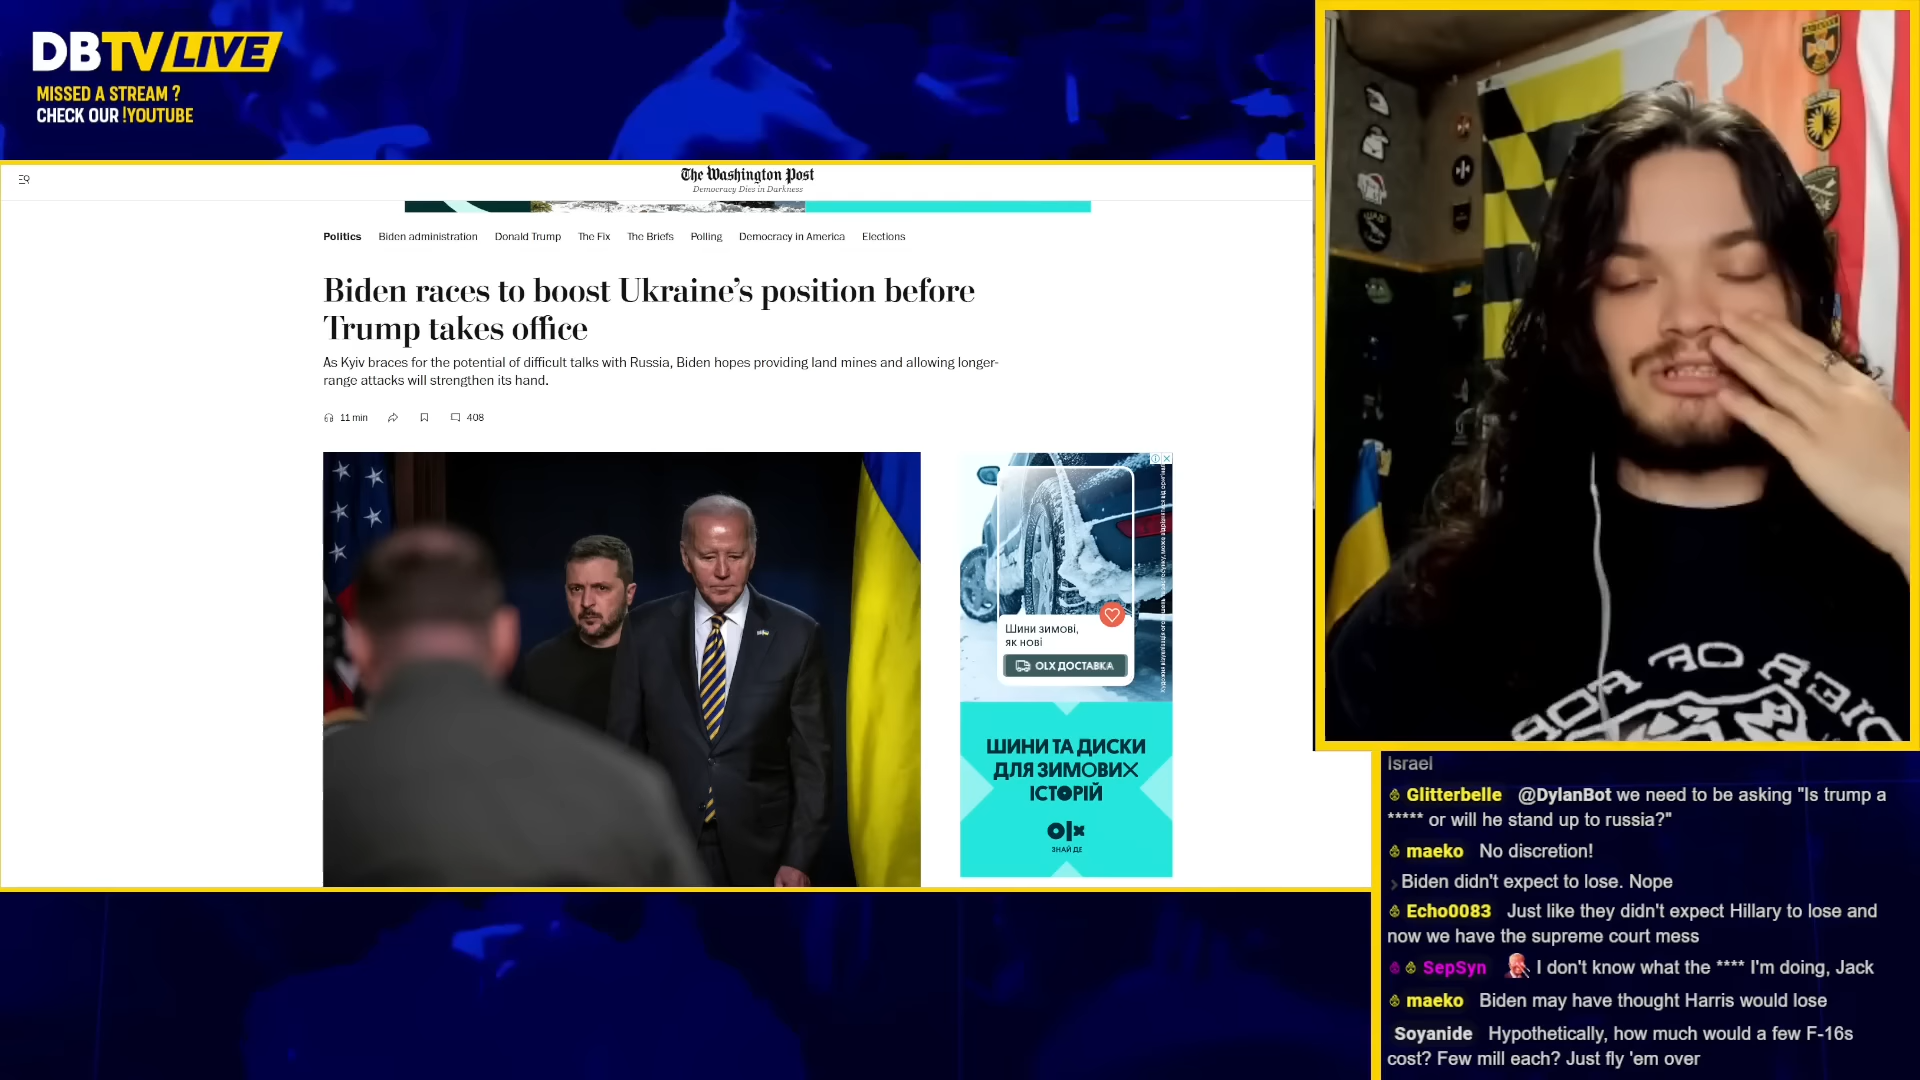 DBTV LIVE
MISSED A STREAM ?
CHECK OUR !YOUTUBE
The Washington Post
Democracy Dies in Darkness
Politics Biden administration Donald Trump The Fix The Briefs Polling Democracy in America Elections
Biden races to boost Ukraine’s position before
Trump takes office
As Kyiv braces for the potential of difficult talks with Russia, Biden hopes providing land mines and allowing longer-
range attacks will strengthen its hand.
11 min 408
Шини зимові,
як нові
OLX ДОСТАВКА
ШИНИ ТА ДИСКИ
ДЛЯ ЗИМОВИХ
ІСТОРІЙ
olx
ЗНАЙ ДЕ
Israel
Glitterbelle @DylanBot we need to be asking "Is trump a
***** or will he stand up to russia?"
maeko No discretion!
Biden didn't expect to lose. Nope
Echo0083 Just like they didn't expect Hillary to lose and
now we have the supreme court mess
SepSyn I don't know what the **** I'm doing, Jack
maeko Biden may have thought Harris would lose
Soyanide Hypothetically, how much would a few F-16s
cost? Few mill each? Just fly 'em over